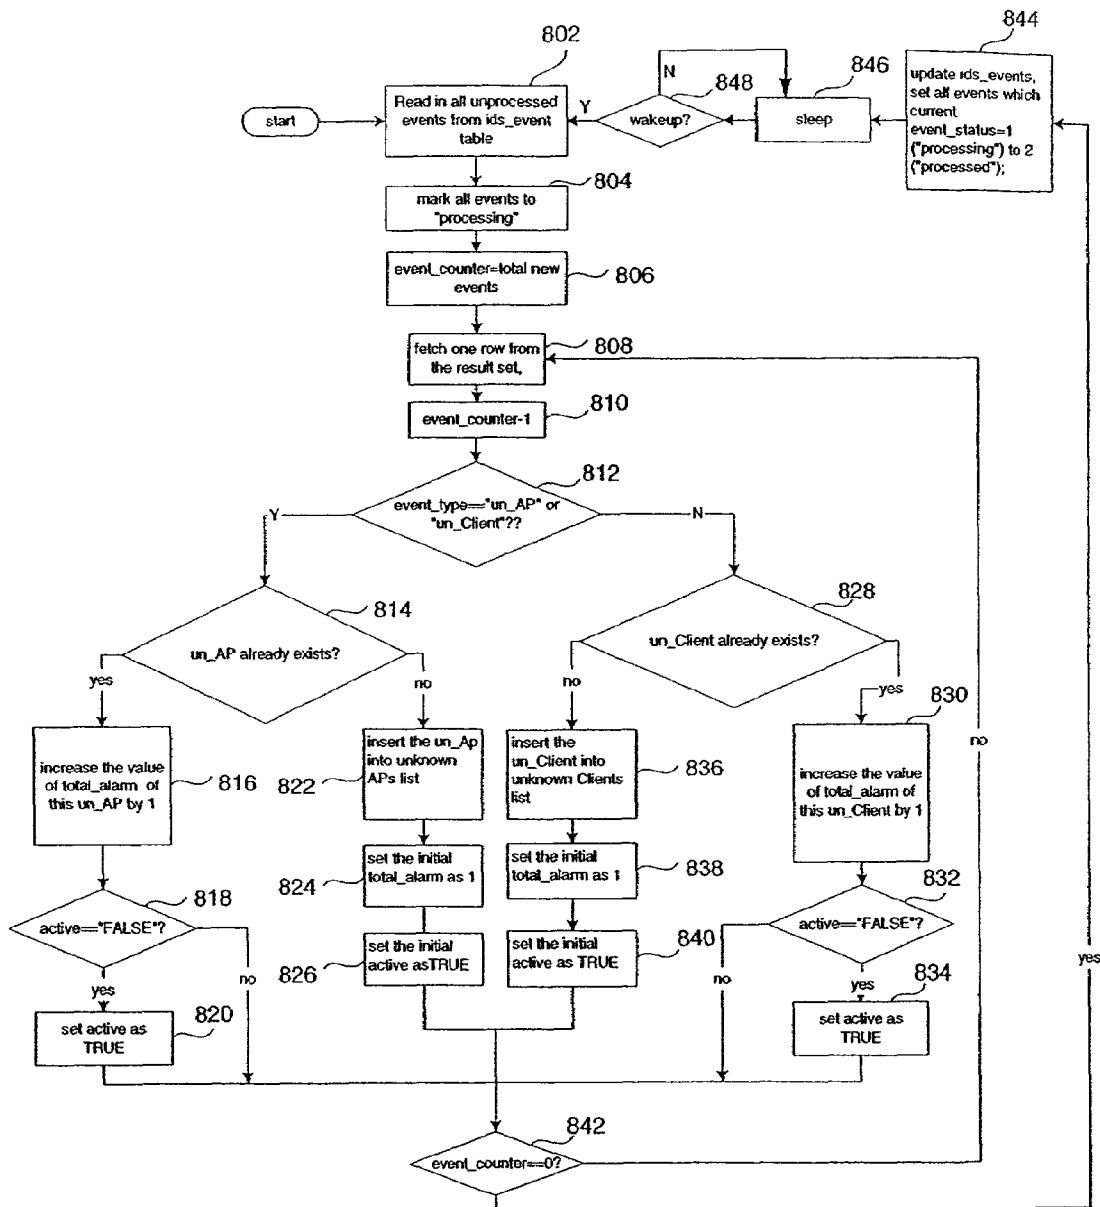 802
844
Read in all unprocessed
events from ids_event
table
start
Y
N
848
wakeup?
846
sleep
update ids_events,
set all events which
current
event_status=1
("processing") to 2
("processed");
804
mark all events to
"processing"
event_counter=total new
events
806
fetch one row from
the result set,
808
event_counter-1
810
812
event_type=="un_AP" or
"un_Client"??
Y
N
814
un_AP already exists?
828
un_Client already exists?
yes
no
no
yes
830
no
increase the value
of total_alarm of
this un_AP by 1
816
822
insert the un_Ap
into unknown
APs list
insert the
un_Client into
unknown Clients
list
836
increase the value
of total_alarm of
this un_Client by 1
824
set the initial
total_alarm as 1
set the initial
total_alarm as 1
838
818
active=="FALSE"?
832
active=="FALSE"?
826
set the initial
active asTRUE
set the initial
active as TRUE
840
yes
no
no
yes
yes
820
set active as
TRUE
834
set active as
TRUE
842
event_counter==0?